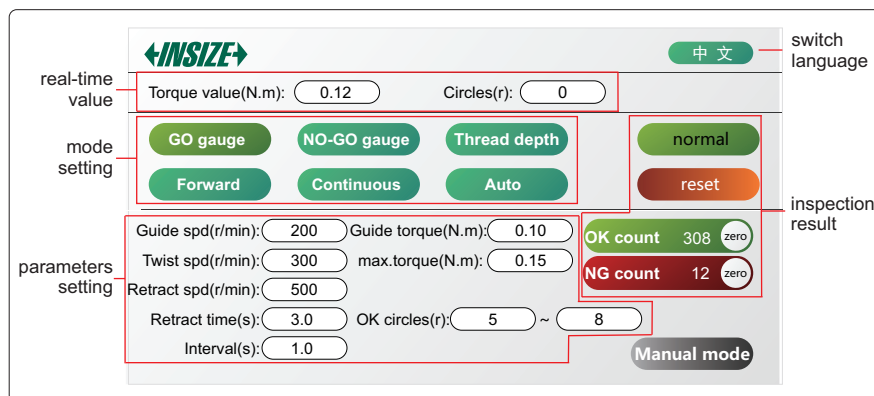 INSIZE
中 文
switch
language
real-time
value
Torque value(N.m): 0.12 Circles(r): 0
mode
setting
GO gauge NO-GO gauge Thread depth normal
Forward Continuous Auto reset
inspection
result
parameters
setting
Guide spd(r/min): 200 Guide torque(N.m): 0.10 OK count 308 zero
Twist spd(r/min): 300 max.torque(N.m): 0.15 NG count 12 zero
Retract spd(r/min): 500
Retract time(s): 3.0 OK circles(r): 5 ~ 8
Interval(s): 1.0 Manual mode